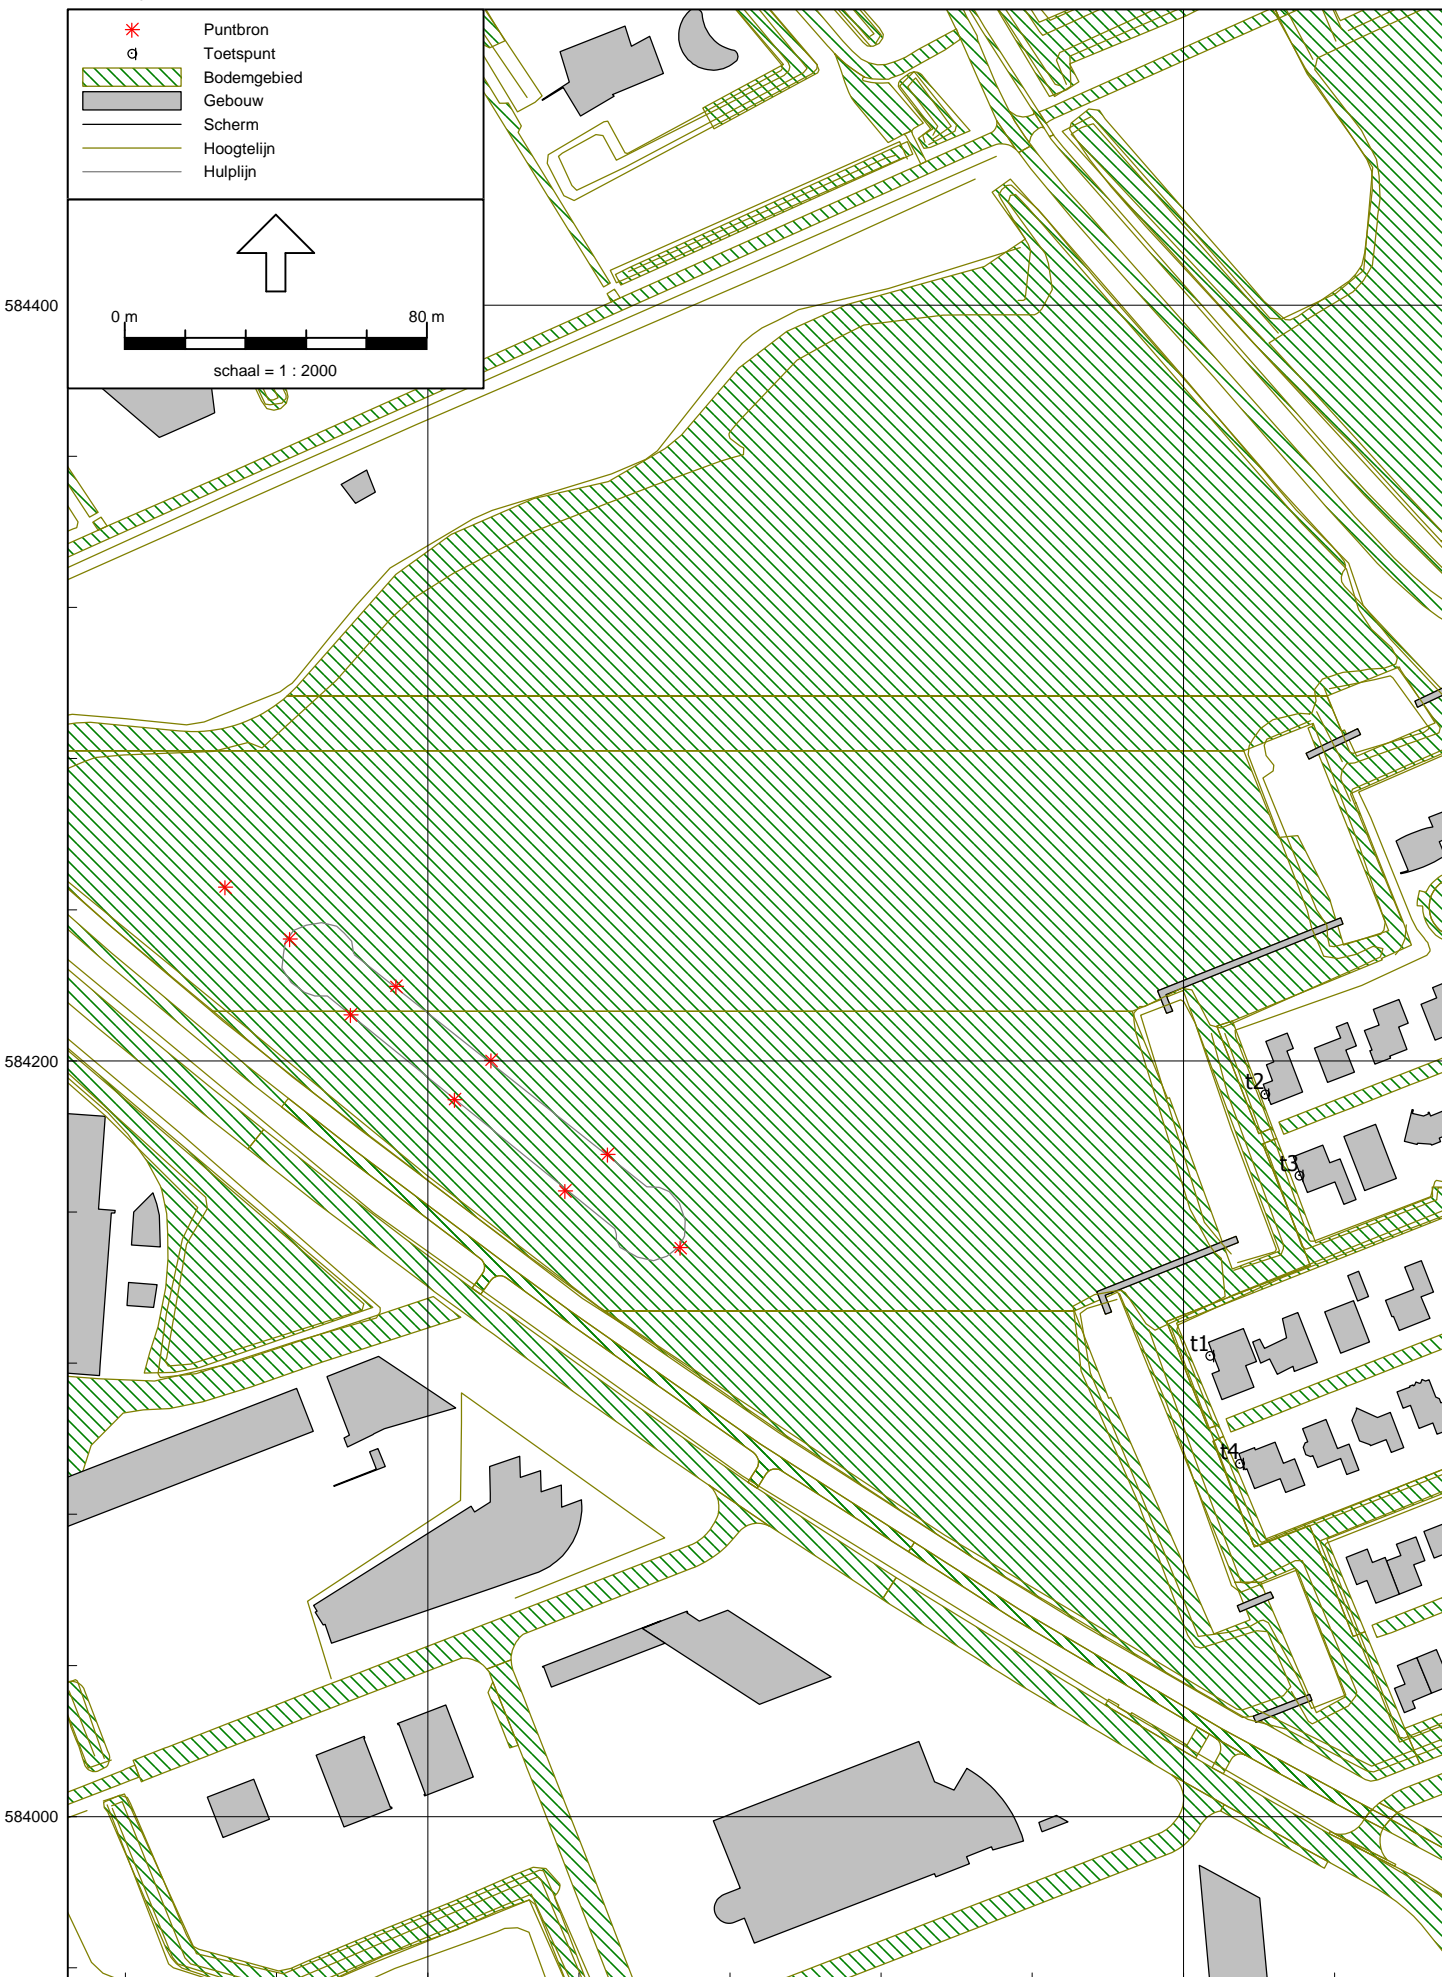 Puntbron
Toetspunt
Bodemgebied
Gebouw
Scherm
Hoogtelijn
Hulplijn
0 m 80 m
schaal = 1 : 2000
584400
584200
t2
t3
t1
t4
584000